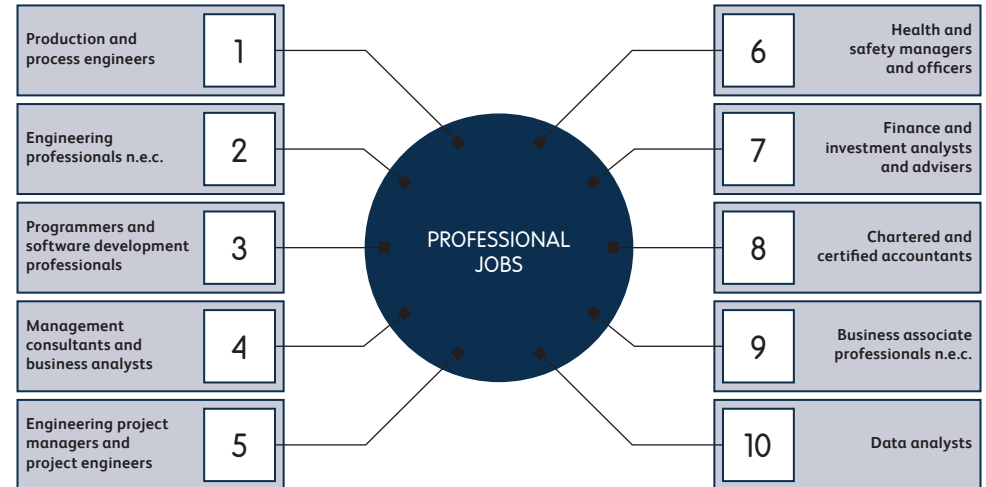 Production and
process engineers
1
Engineering
professionals n.e.c.
2
Programmers and
software development
professionals
3
Management
consultants and
business analysts
4
Engineering project
managers and
project engineers
5
PROFESSIONAL
JOBS
6
Health and
safety managers
and officers
7
Finance and
investment analysts
and advisers
8
Chartered and
certified accountants
9
Business associate
professionals n.e.c.
10
Data analysts